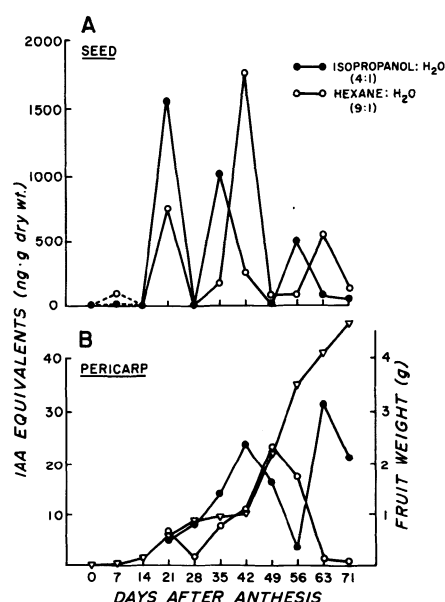 A
SEED
2000
1500
1000
500
0
ISOPROPANOL: H2O
(4:1)
HEXANE: H2O
(9:1)
IAA EQUIVALENTS (ng·g dry wt.)
B
PERICARP
40
30
20
10
4
3
2
1
FRUIT WEIGHT (g)
0 7 14 21 28 35 42 49 56 63 71
DAYS AFTER ANTHESIS